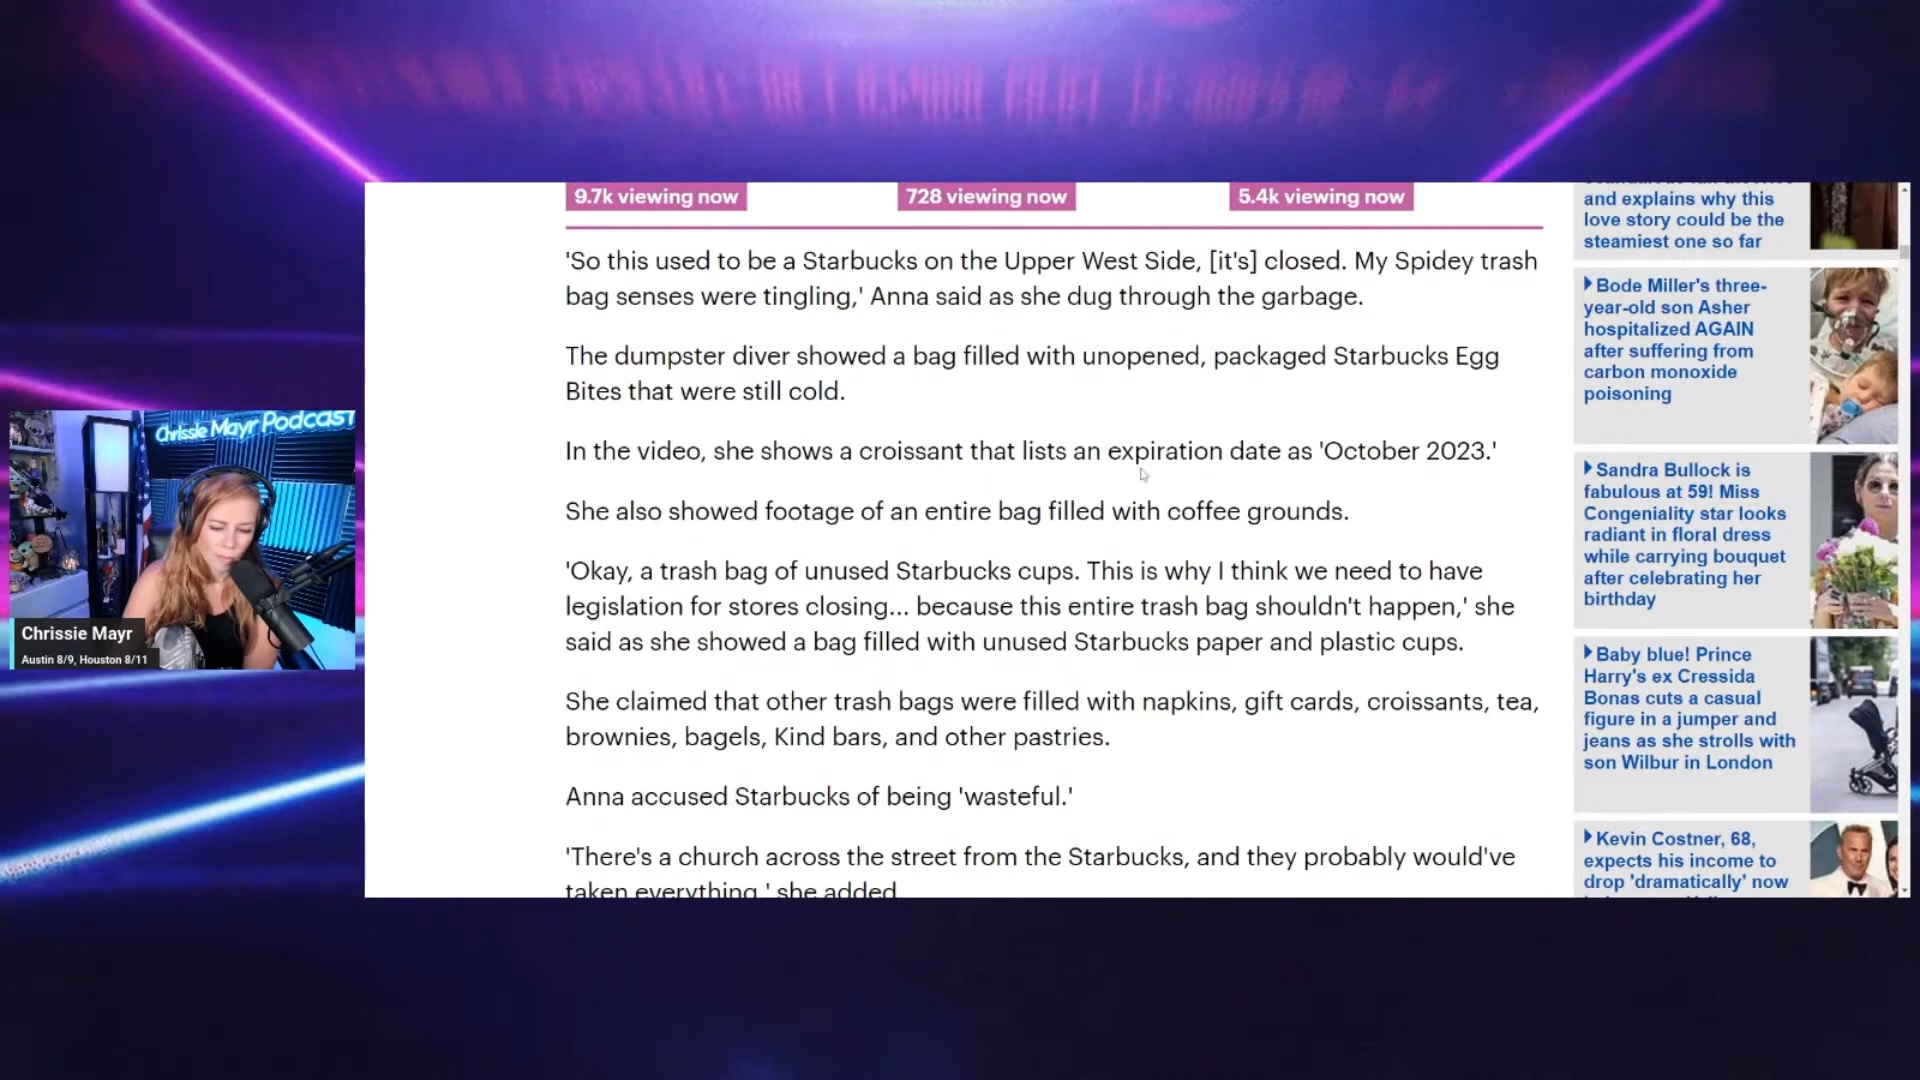 9.7k viewing now
728 viewing now
5.4k viewing now
'So this used to be a Starbucks on the Upper West Side, [it's] closed. My Spidey trash
bag senses were tingling,' Anna said as she dug through the garbage.
The dumpster diver showed a bag filled with unopened, packaged Starbucks Egg
Bites that were still cold.
In the video, she shows a croissant that lists an expiration date as 'October 2023.'
She also showed footage of an entire bag filled with coffee grounds.
'Okay, a trash bag of unused Starbucks cups. This is why I think we need to have
legislation for stores closing... because this entire trash bag shouldn't happen,' she
said as she showed a bag filled with unused Starbucks paper and plastic cups.
She claimed that other trash bags were filled with napkins, gift cards, croissants, tea,
brownies, bagels, Kind bars, and other pastries.
Anna accused Starbucks of being 'wasteful.'
'There's a church across the street from the Starbucks, and they probably would've
taken everything,' she added
and explains why this
love story could be the
steamiest one so far
Bode Miller's three-
year-old son Asher
hospitalized AGAIN
after suffering from
carbon monoxide
poisoning
Sandra Bullock is
fabulous at 59! Miss
Congeniality star looks
radiant in floral dress
while carrying bouquet
after celebrating her
birthday
Baby blue! Prince
Harry's ex Cressida
Bonas cuts a casual
figure in a jumper and
jeans as she strolls with
son Wilbur in London
Kevin Costner, 68,
expects his income to
drop 'dramatically' now
Chrissie Mayr Podcast
Chrissie Mayr
Austin 8/9, Houston 8/11